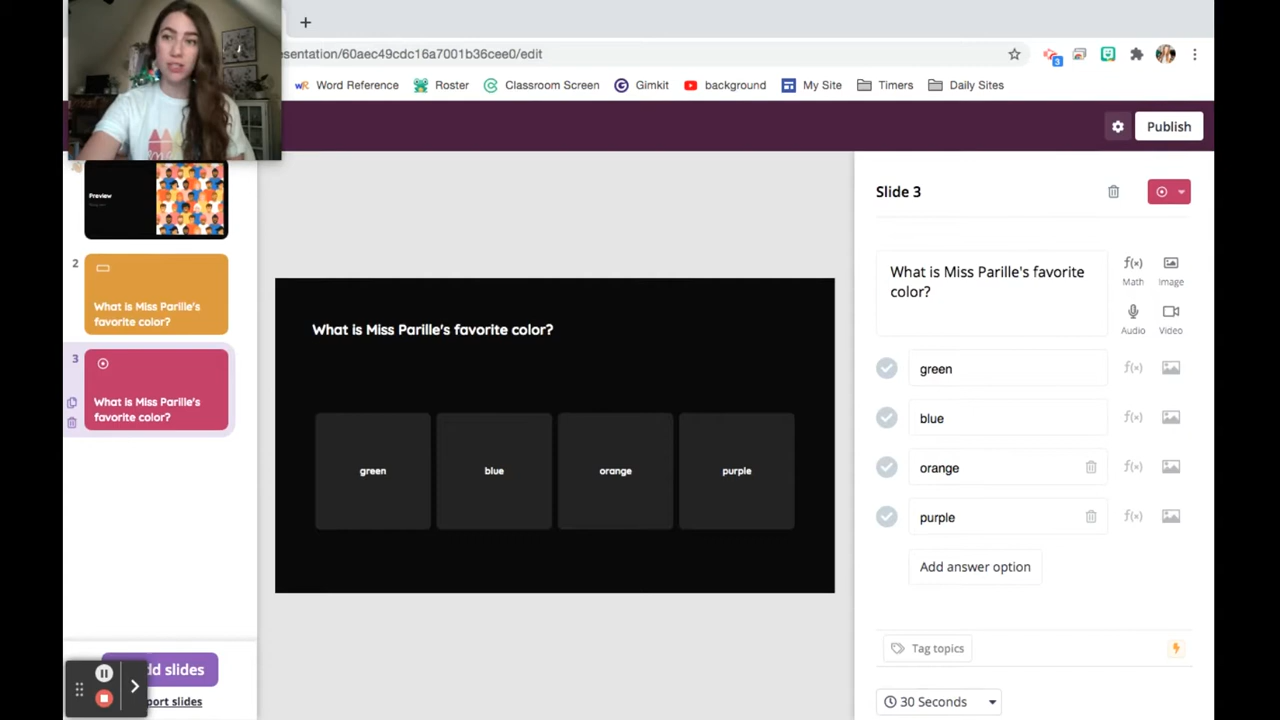 esentation/60aec49cdc16a7001b36cee0/edit
3
wR Word Reference
Roster
Classroom Screen
G Gimkit
background
My Site
Timers
Daily Sites
Publish
Preview
2
What is Miss Parille's
favorite color?
3
What is Miss Parille's
favorite color?
dd slides
port slides
What is Miss Parille's favorite color?
green
blue
orange
purple
Slide 3
What is Miss Parille's favorite
color?
f(x)
Math
Image
Audio
Video
green
f(x)
blue
f(x)
orange
f(x)
purple
f(x)
Add answer option
Tag topics
30 Seconds